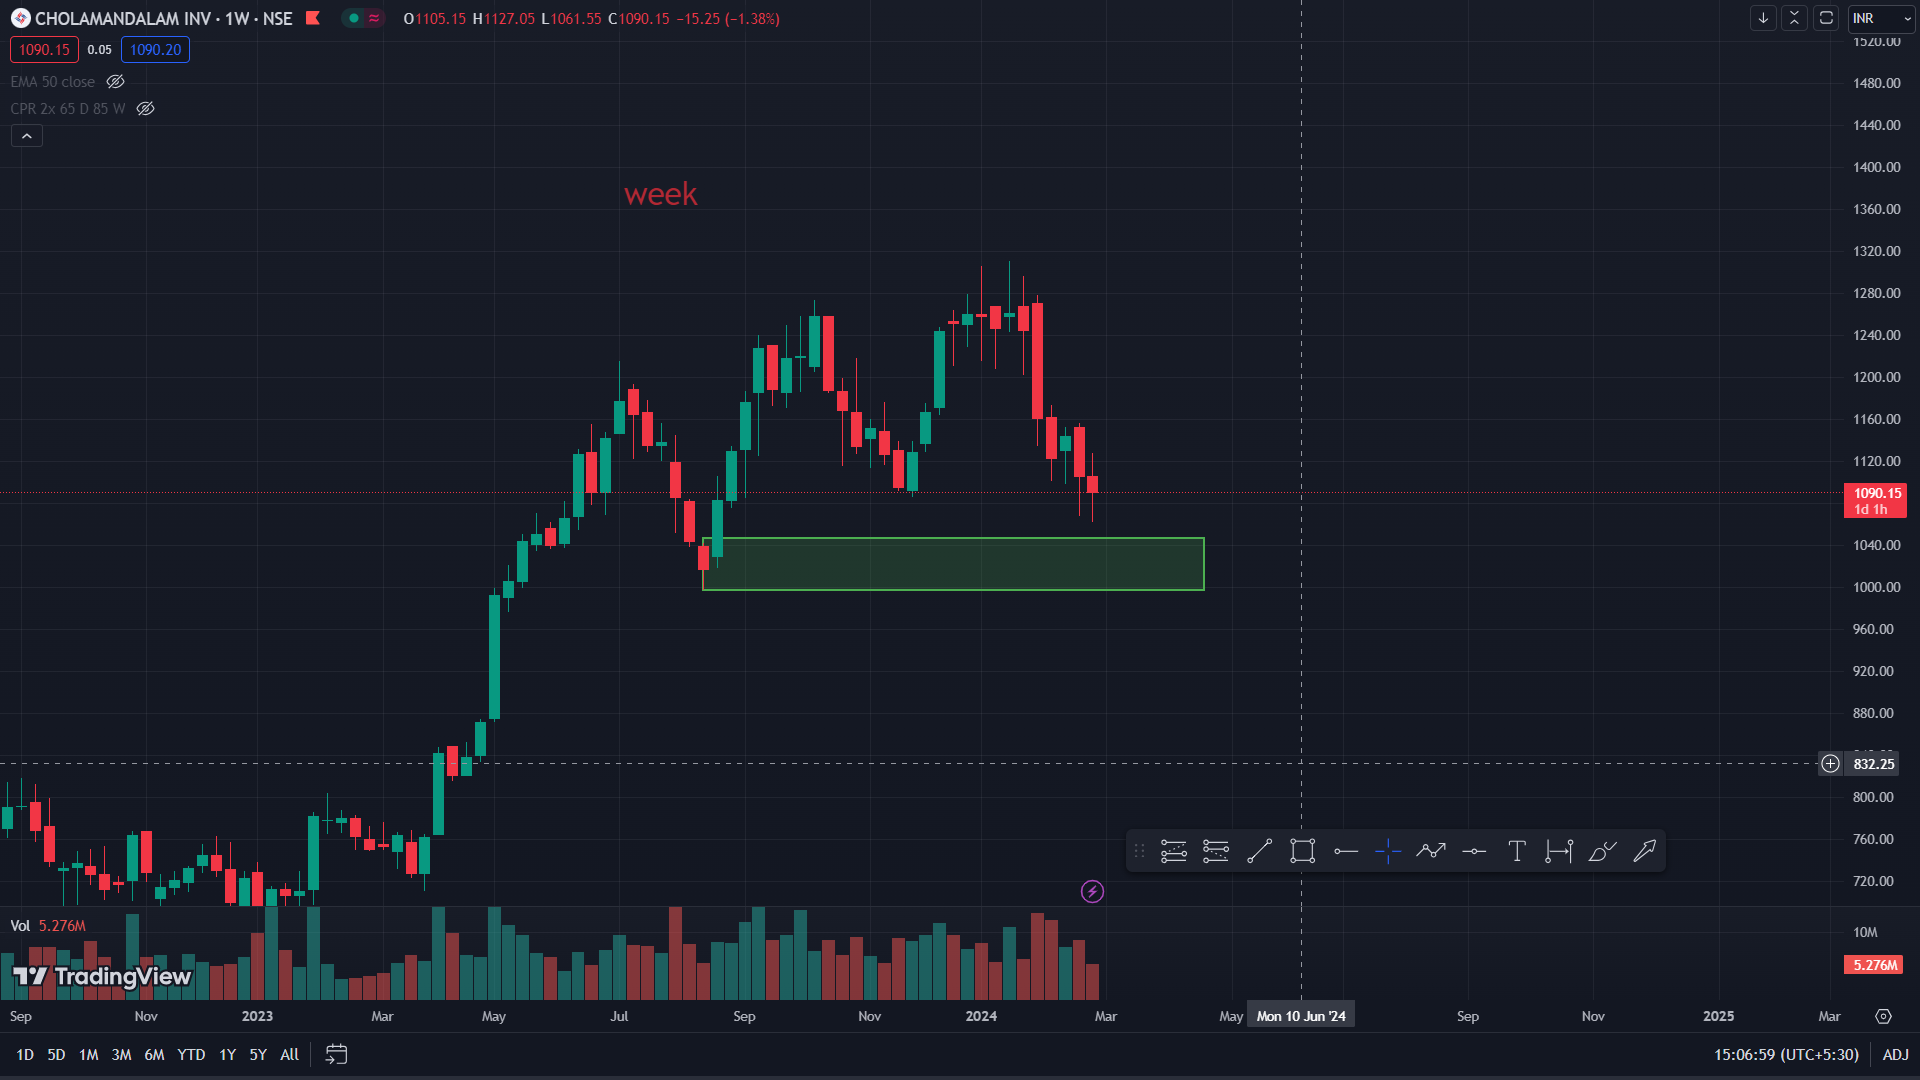 CHOLAMANDALAM INV · 1W · NSE O1105.15 H1127.05 L1061.55 C1090.15 −15.25 (−1.38%)
INR
1090.15 0.05 1090.20
EMA 50 close
CPR 2x 65 D 85 W
week
1520.00
1480.00
1440.00
1400.00
1360.00
1320.00
1280.00
1240.00
1200.00
1160.00
1120.00
1090.15
1d 1h
1040.00
1000.00
960.00
920.00
880.00
832.25
800.00
760.00
720.00
Vol 5.276M
10M
5.276M
TradingView
Sep Nov 2023 Mar May Jul Sep Nov 2024 Mar May Mon 10 Jun '24 Sep Nov 2025 Mar
1D 5D 1M 3M 6M YTD 1Y 5Y All
15:06:59 (UTC+5:30) ADJ